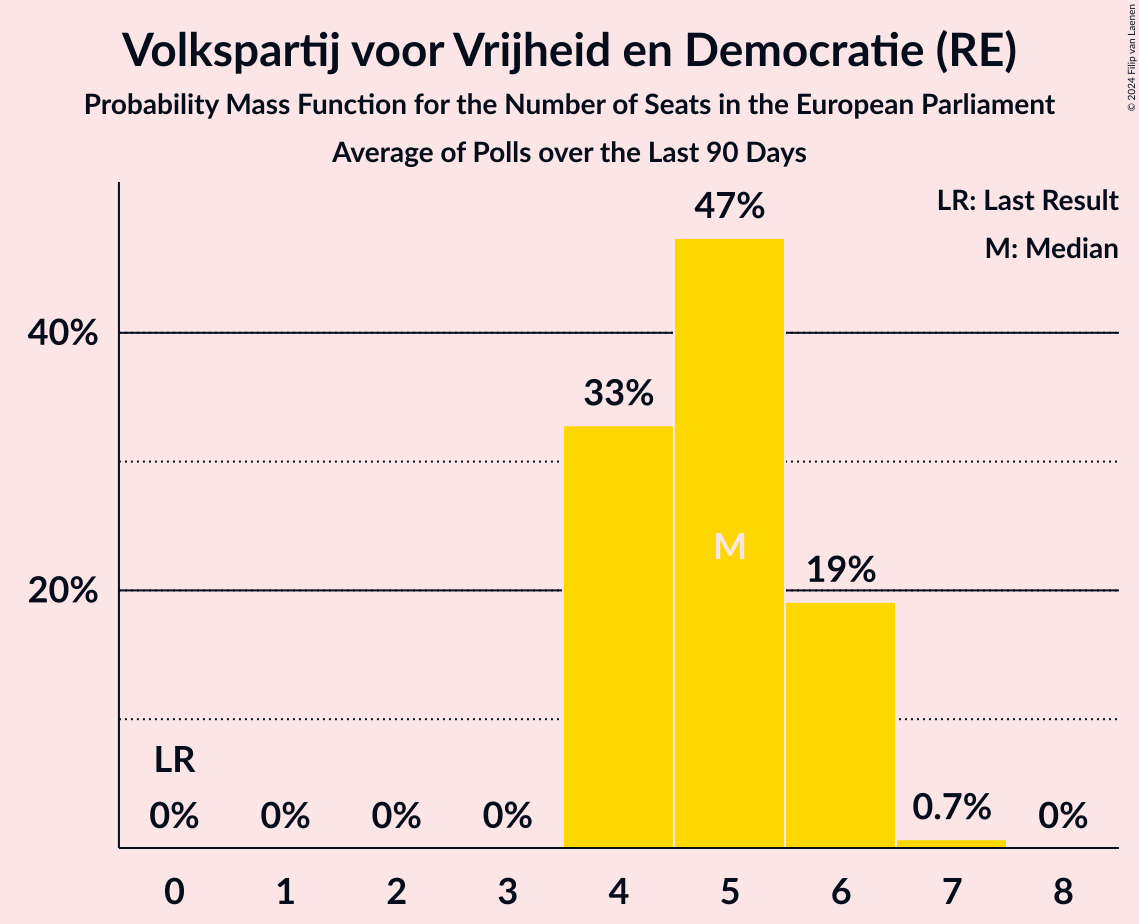 Volkspartij voor Vrijheid en Democratie (RE)
Probability Mass Function for the Number of Seats in the European Parliament
Average of Polls over the Last 90 Days
© 2024 Filip van Laenen
LR: Last Result
M: Median
47%
40%
33%
M
20%
19%
LR
0%
0%
0%
0%
0.7%
0%
0
1
2
3
4
5
6
7
8